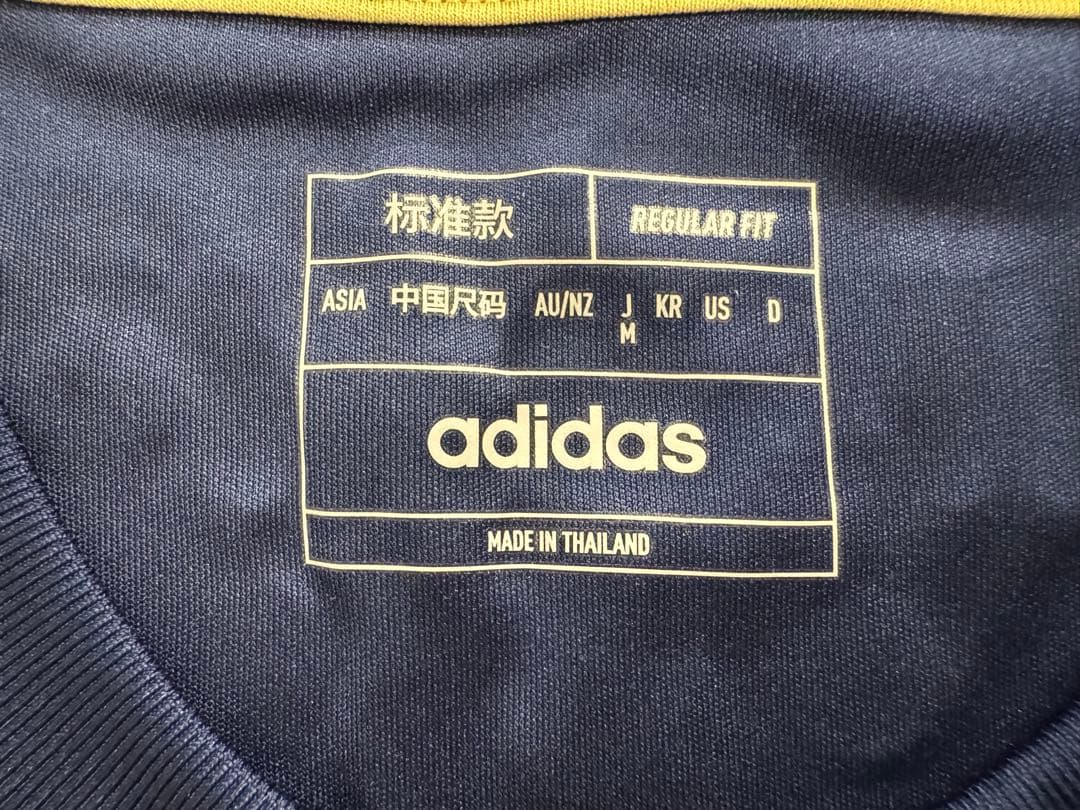 标准款 REGULAR FIT
ASIA 中国尺码 AU/NZ J KR US D
M
adidas
MADE IN THAILAND